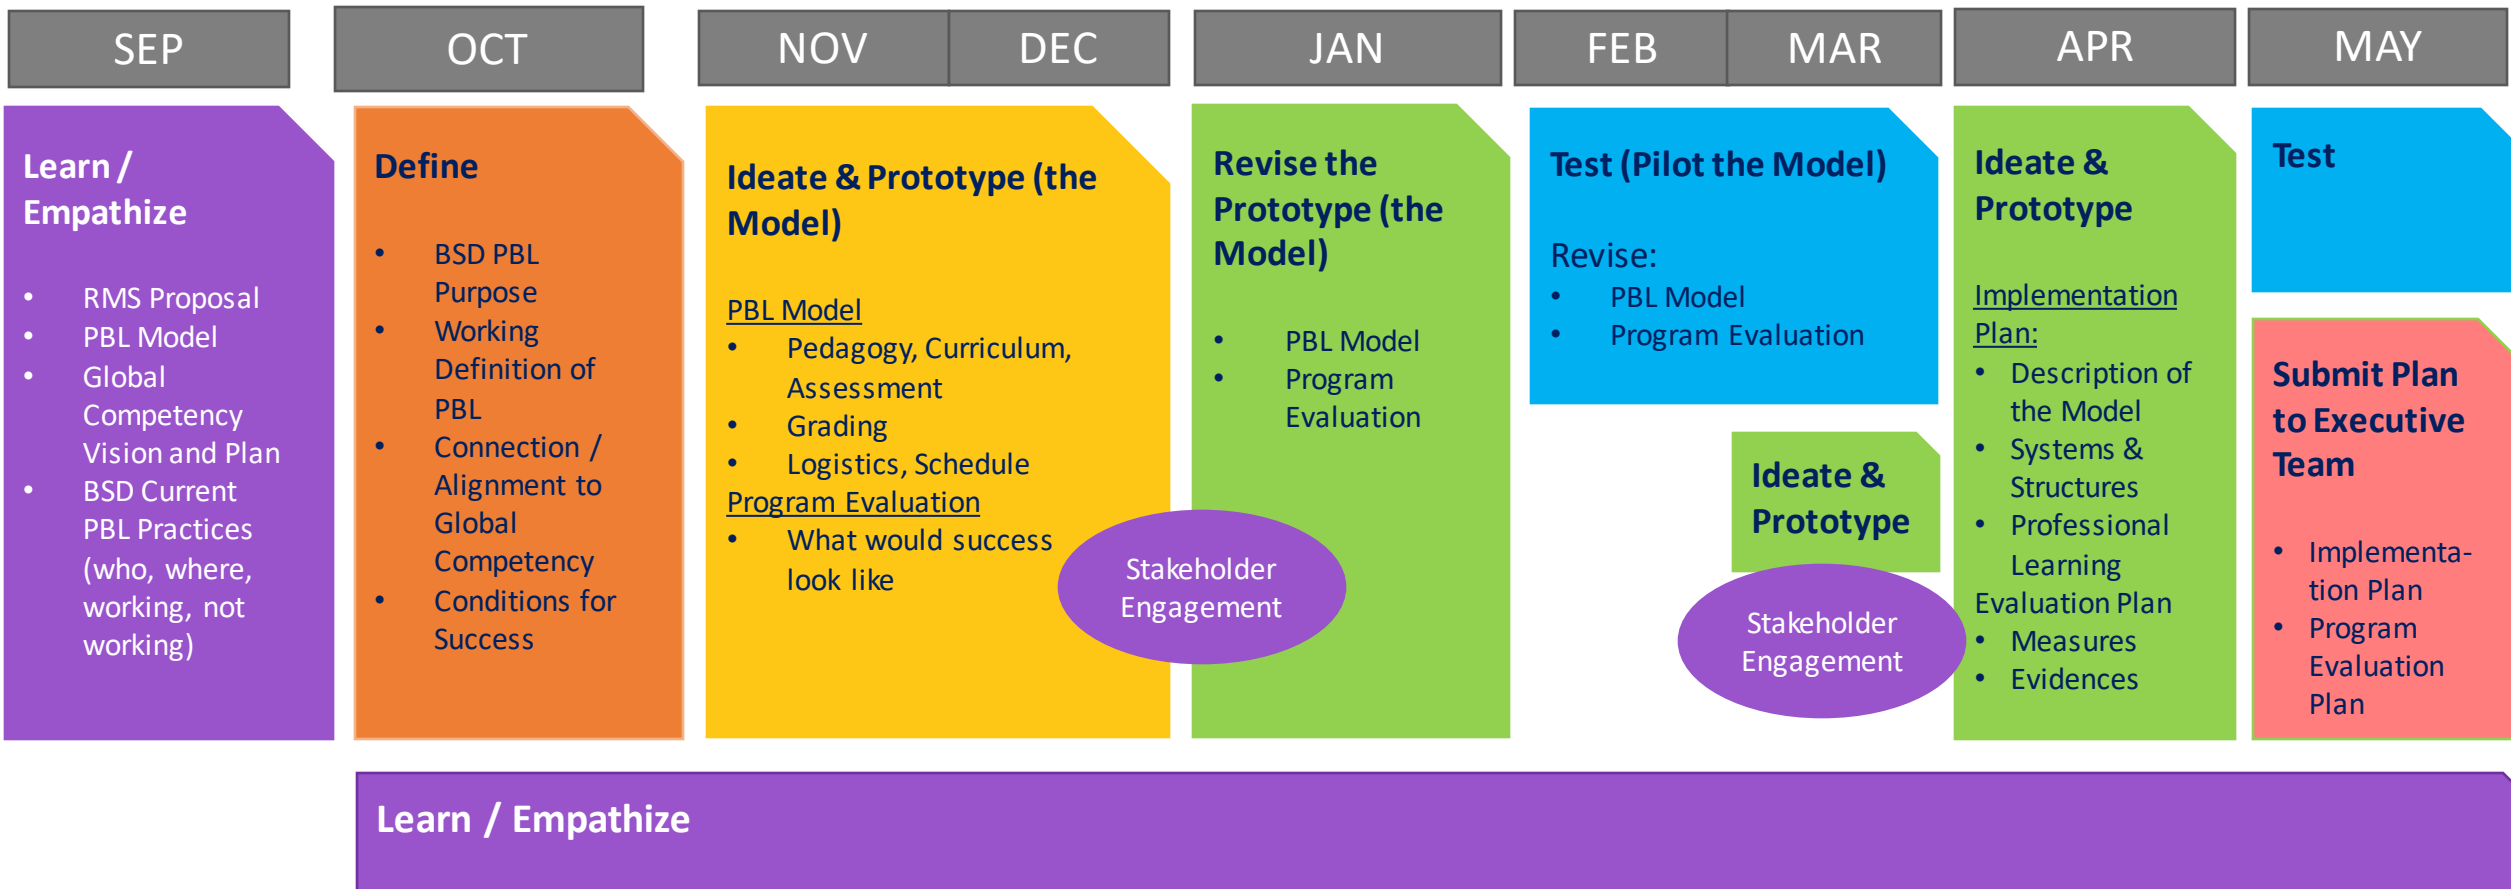 SEP
OCT
NOV
DEC
JAN
FEB
MAR
APR
MAY
Learn /
Empathize
• RMS Proposal
• PBL Model
• Global
Competency
Vision and Plan
• BSD Current
PBL Practices
(who, where,
working, not
working)
Define
• BSD PBL
Purpose
• Working
Definition of
PBL
• Connection /
Alignment to
Global
Competency
• Conditions for
Success
Ideate & Prototype (the
Model)
PBL Model
• Pedagogy, Curriculum,
Assessment
• Grading
• Logistics, Schedule
Program Evaluation
• What would success
look like
Stakeholder
Engagement
Revise the
Prototype (the
Model)
• PBL Model
• Program
Evaluation
Test (Pilot the Model)
Revise:
• PBL Model
• Program Evaluation
Ideate &
Prototype
Stakeholder
Engagement
Ideate &
Prototype
Implementation
Plan:
• Description of
the Model
• Systems &
Structures
• Professional
Learning
Evaluation Plan
• Measures
• Evidences
Test
Submit Plan
to Executive
Team
• Implementa-
tion Plan
• Program
Evaluation
Plan
Learn / Empathize